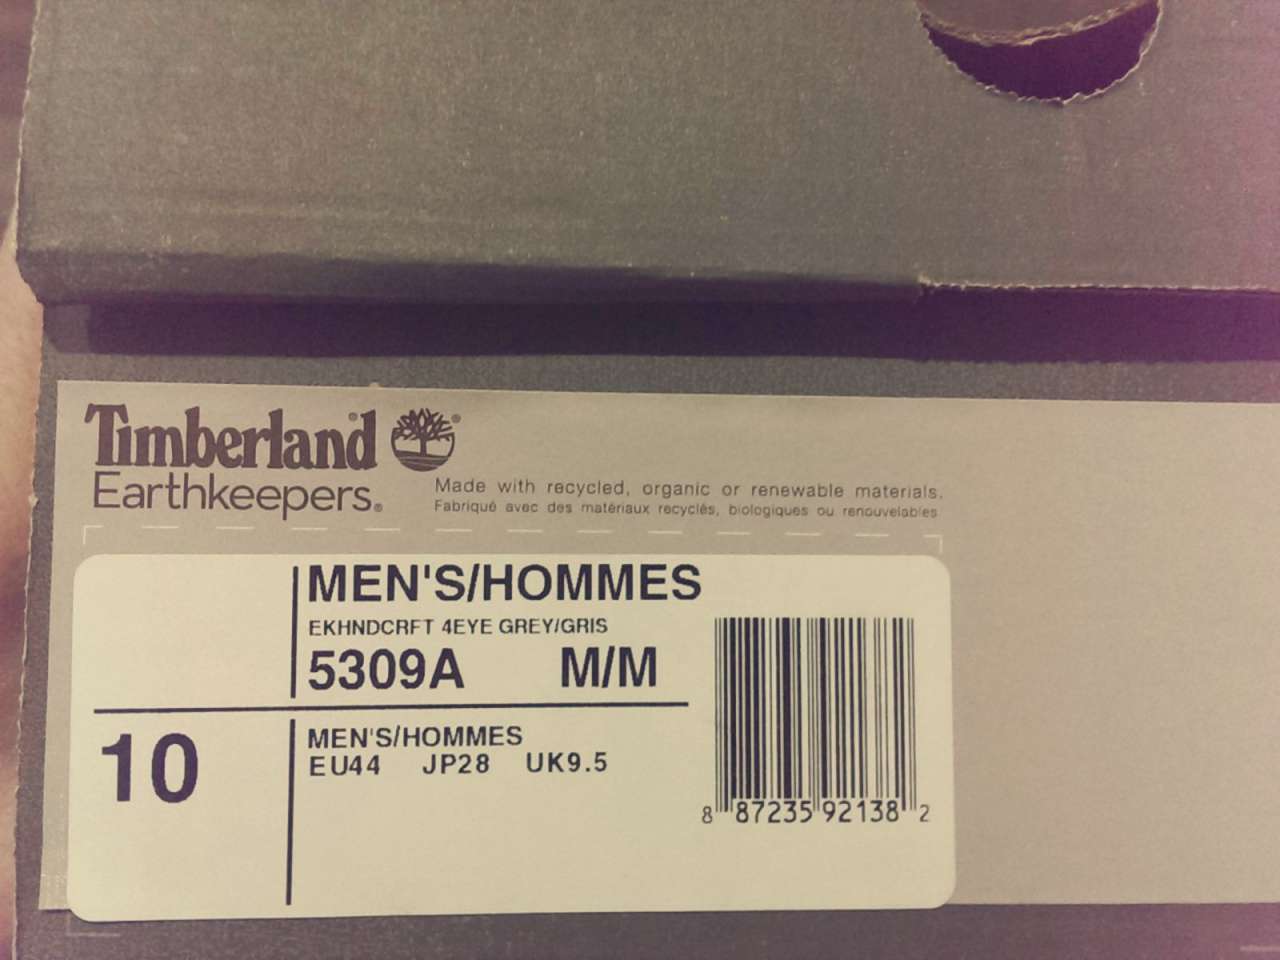 Timberland®
Earthkeepers®
Made with recycled, organic or renewable materials.
Fabriqué avec des matériaux recyclés, biologiques ou renouvelables
MEN'S/HOMMES
EKHNDCRFT 4EYE GREY/GRIS
5309A M/M
10
MEN'S/HOMMES
EU44 JP28 UK9.5
8 87235 92138 2